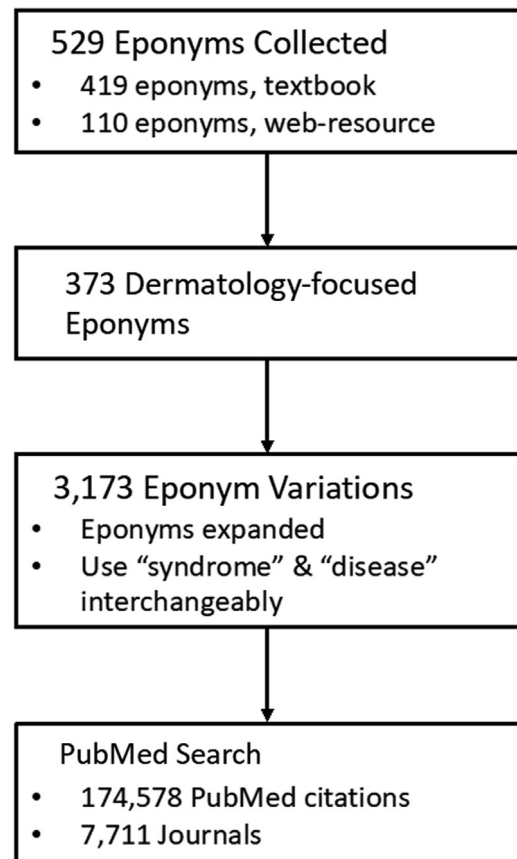 529 Eponyms Collected
• 419 eponyms, textbook
• 110 eponyms, web-resource
373 Dermatology-focused
Eponyms
3,173 Eponym Variations
• Eponyms expanded
• Use “syndrome” & “disease”
interchangeably
PubMed Search
• 174,578 PubMed citations
• 7,711 Journals